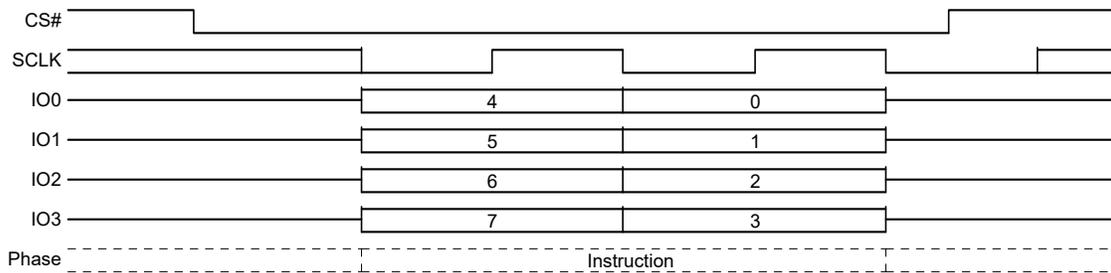 CS#
SCLK
IO0 4 0
IO1 5 1
IO2 6 2
IO3 7 3
Phase Instruction